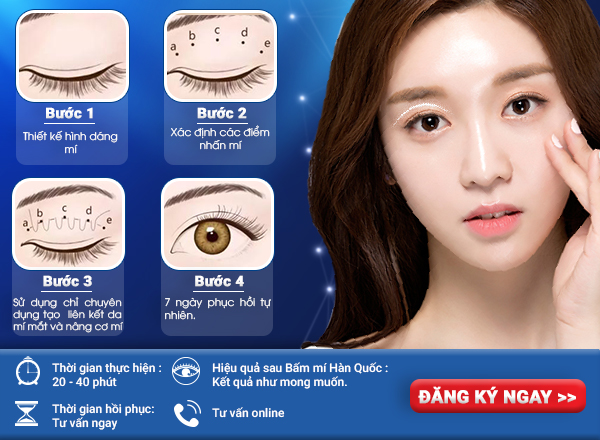 Bước 1
Thiết kế hình dáng
mí
a
b
c
d
e
Bước 2
Xác định các điểm
nhấn mí
a
b
c
d
e
Bước 3
Sử dụng chỉ chuyên
dụng tạo liên kết da
mí mắt và nâng cơ mí
Bước 4
7 ngày phục hồi tự
nhiên.
Thời gian thực hiện :
20 - 40 phút
Hiệu quả sau Bấm mí Hàn Quốc :
Kết quả như mong muốn.
Thời gian hồi phục:
Tư vấn ngay
Tư vấn online
ĐĂNG KÝ NGAY >>